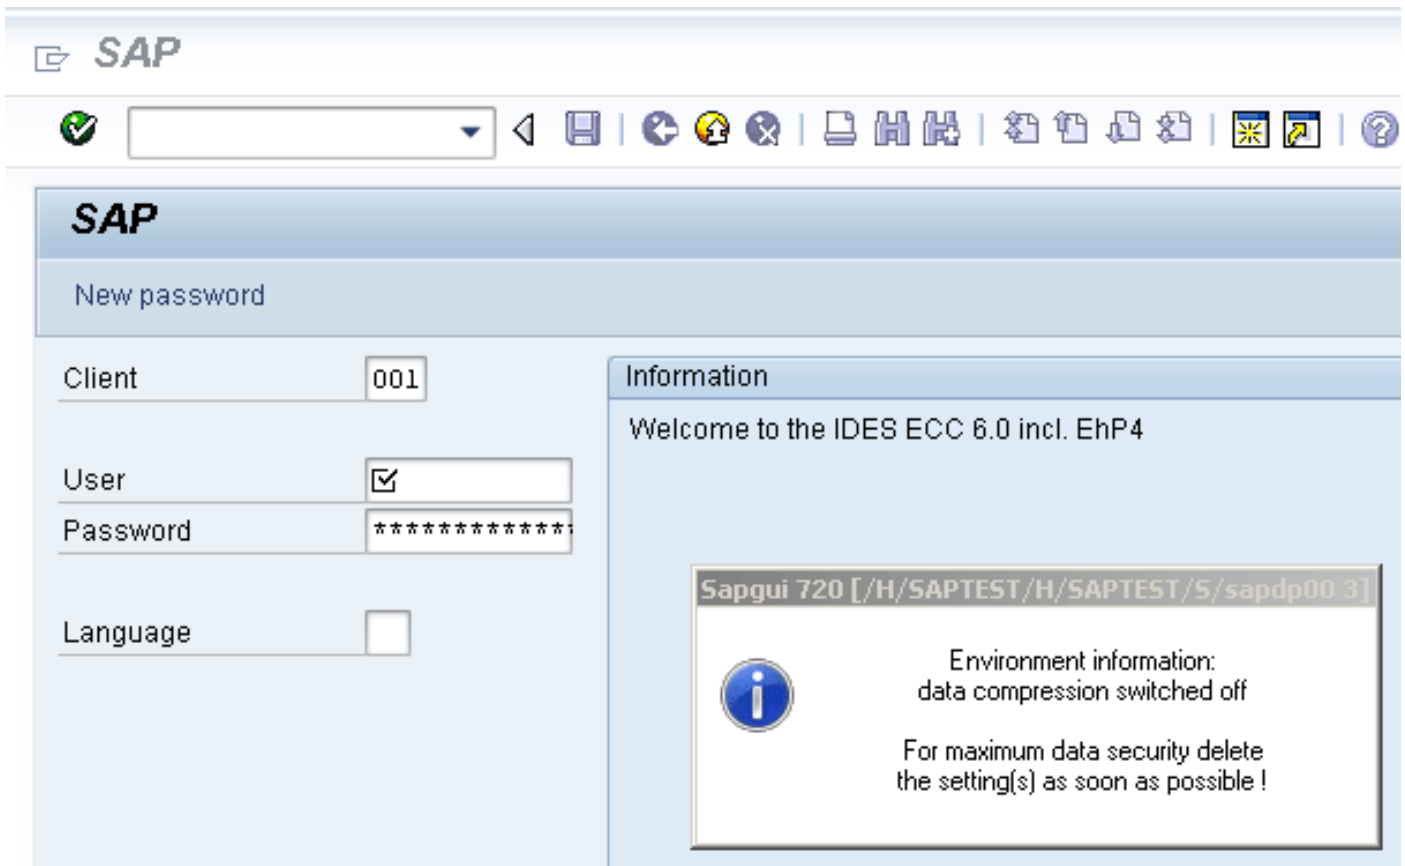 SAP
SAP
New password
Client 001
User
Password *************
Language
Information
Welcome to the IDES ECC 6.0 incl. EhP4
Sapgui 720 [/H/SAPTEST/H/SAPTEST/S/sapdp00 3]
Environment information:
data compression switched off
For maximum data security delete
the setting(s) as soon as possible !